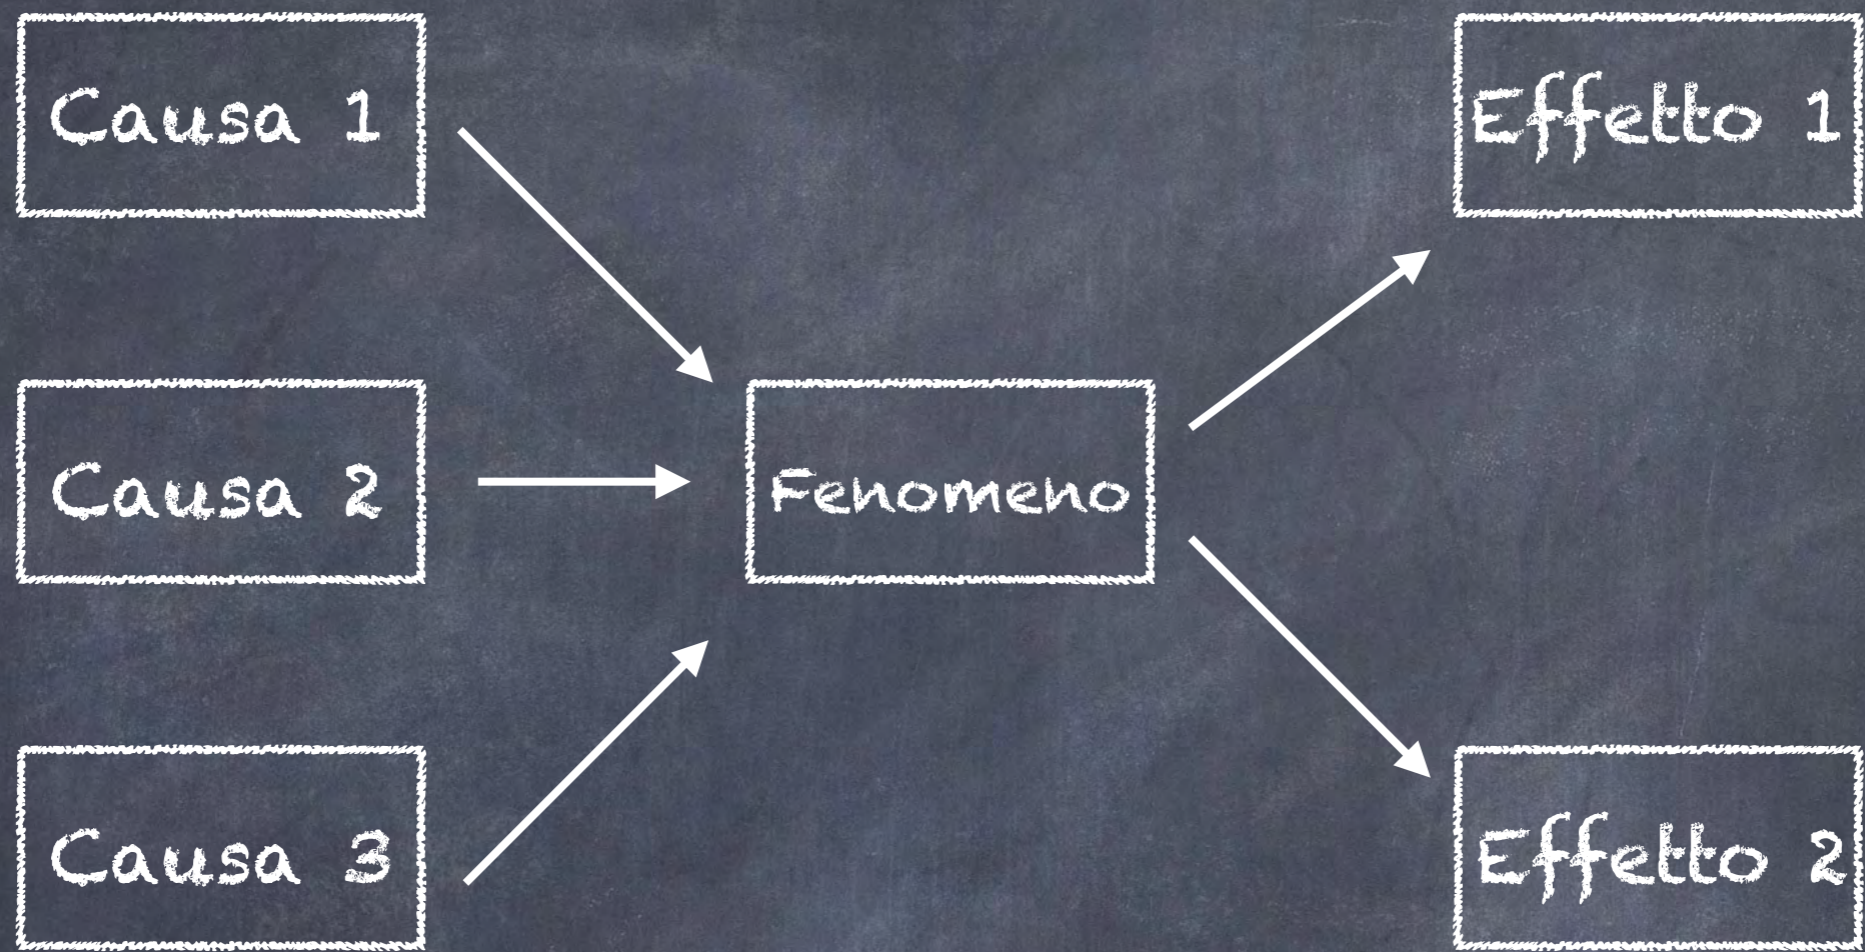 Causa 1
Effetto 1
Causa 2
Fenomeno
Causa 3
Effetto 2